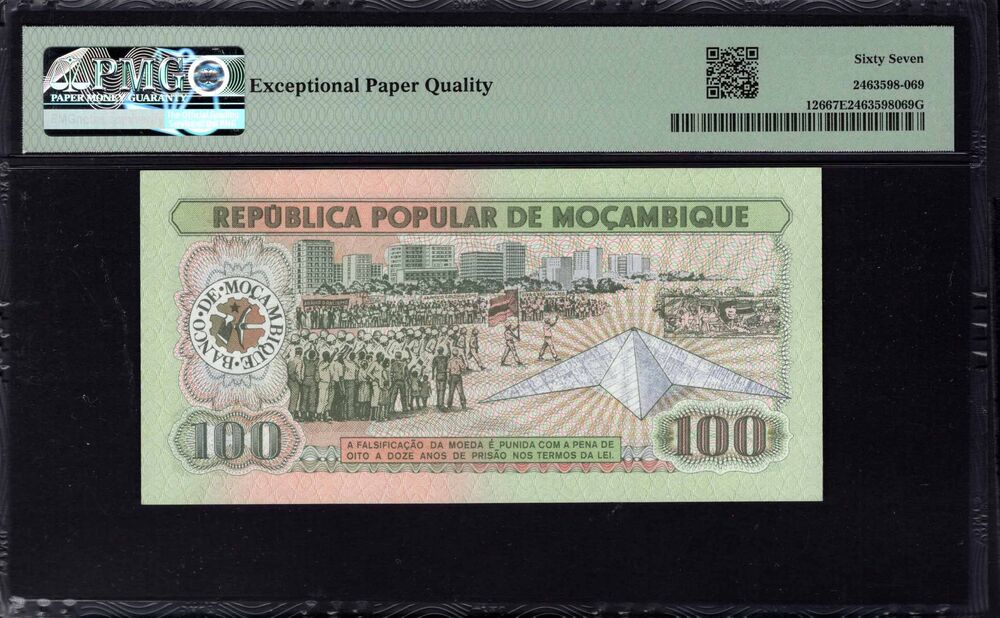 PMG
PAPER MONEY GUARANTY
Exceptional Paper Quality
Sixty Seven
2463598-069
12667E2463598069G
REPÚBLICA POPULAR DE MOÇAMBIQUE
BANCO·DE·MOÇAMBIQUE
100
A FALSIFICAÇÃO DA MOEDA É PUNIDA COM A PENA DE
OITO A DOZE ANOS DE PRISÃO NOS TERMOS DA LEI.
100